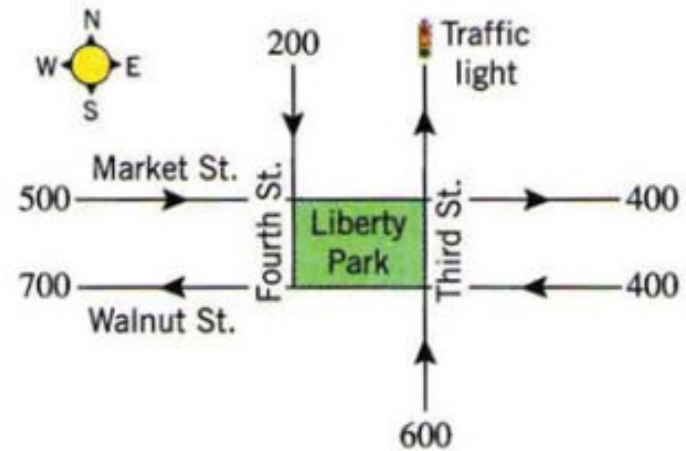 N
W E
S
200
Traffic
light
Market St.
500
Fourth St.
Liberty
Park
Third St.
400
700
Walnut St.
400
600